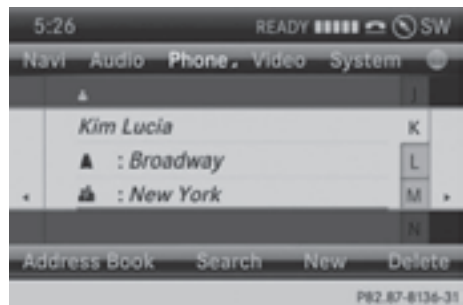 5:26 READY SW
Navi Audio Phone Video System
J
Kim Lucia K
: Broadway L
: New York M
N
Address Book Search New Delete
P82.87-8136-31